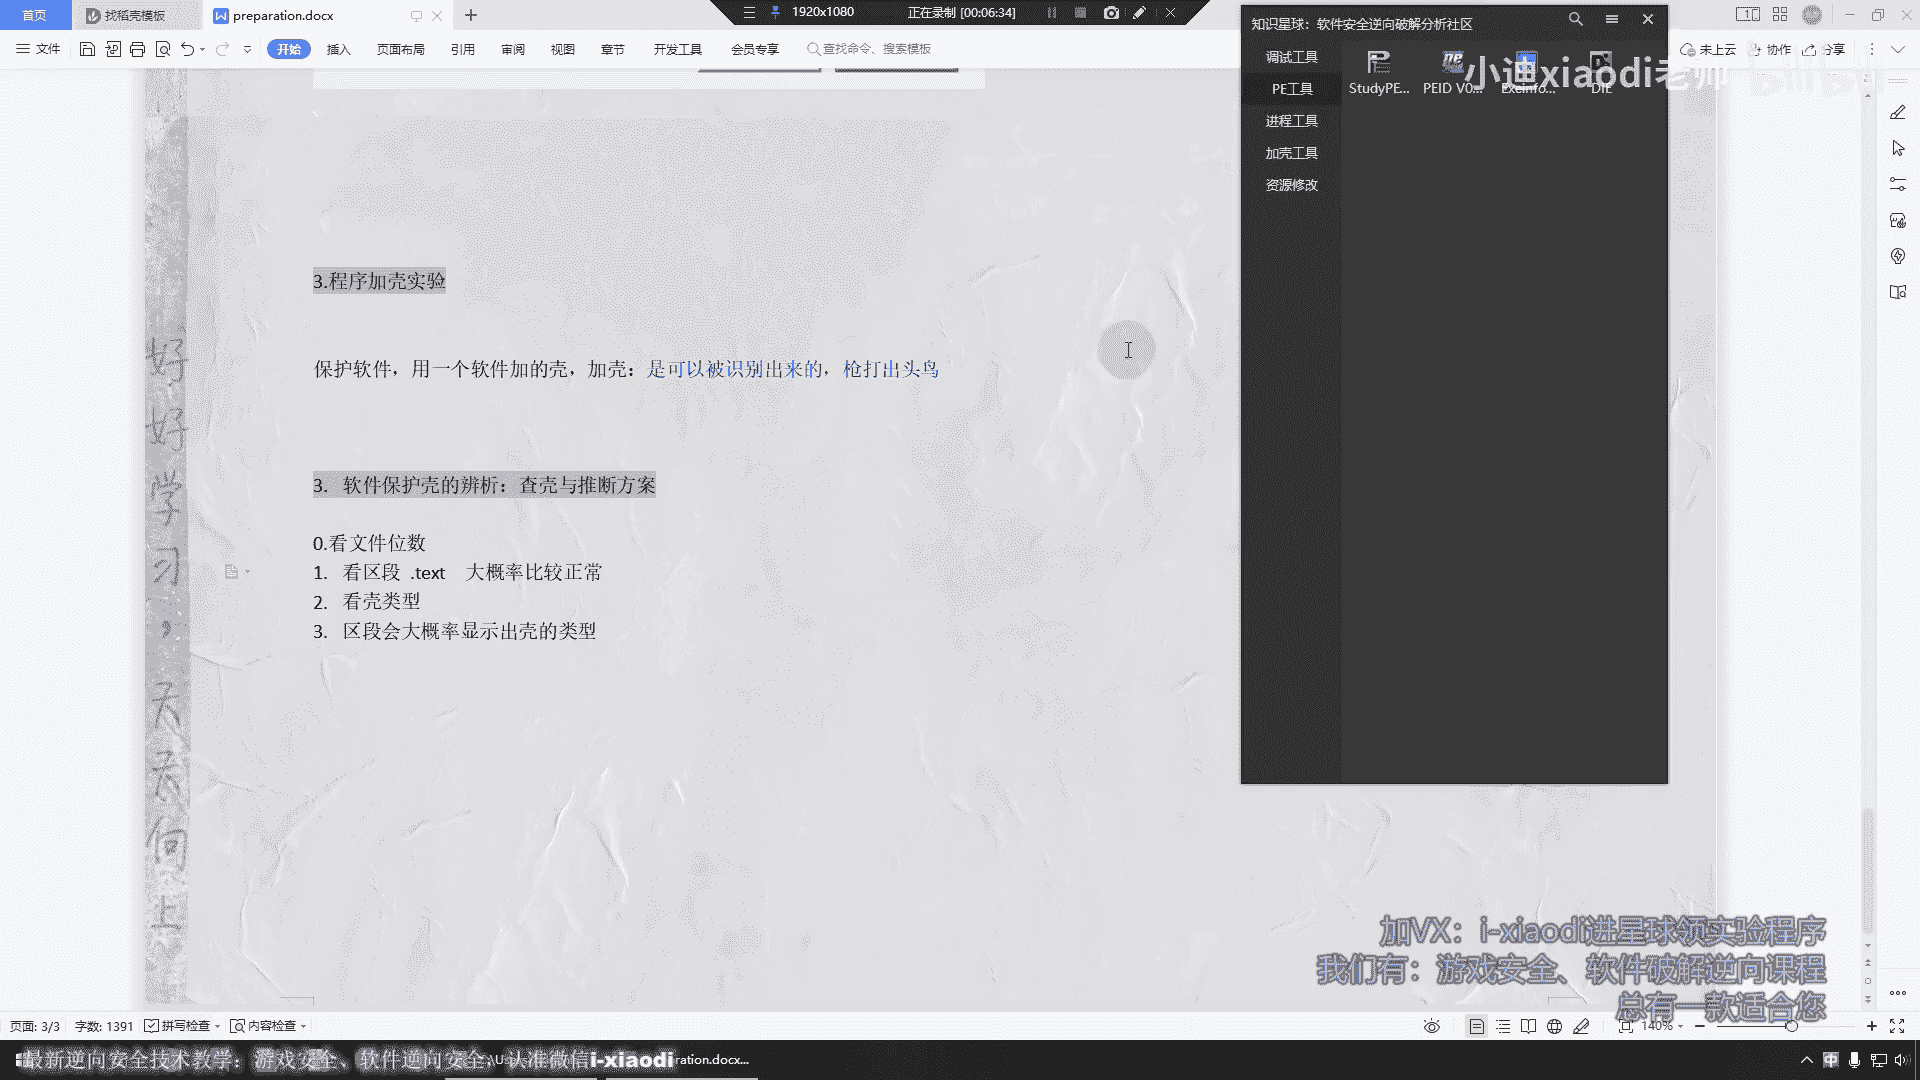 首页
找稻壳模板
preparation.docx
1920x1080
正在录制 [00:06:34]
文件
开始
插入
页面布局
引用
审阅
视图
章节
开发工具
会员专享
查找命令、搜索模板
未上云
协作
分享
知识星球：软件安全逆向破解分析社区
调试工具
PE工具
进程工具
加壳工具
资源修改
StudyPE...
PEID V0...
Exeinfo...
DIE
小迪xiaodi老师
bilibili
3.程序加壳实验
保护软件，用一个软件加的壳，加壳：是可以被识别出来的，枪打出头鸟
3. 软件保护壳的辨析：查壳与推断方案
0.看文件位数
1. 看区段 .text 大概率比较正常
2. 看壳类型
3. 区段会大概率显示出壳的类型
好好学习，天天向上
加VX：i-xiaodi进星球领实验程序
我们有：游戏安全、软件破解逆向课程
总有一款适合您
页面: 3/3
字数: 1391
拼写检查
内容检查
140%
最新逆向安全技术教学：游戏安全、软件逆向安全，认准微信i-xiaodi
ration.docx...
中